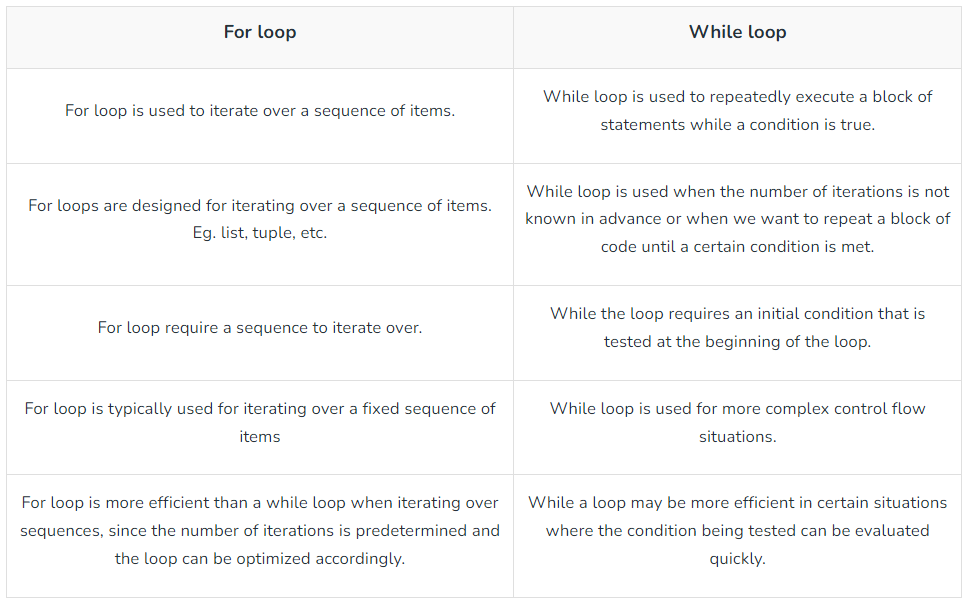 For loop
While loop
For loop is used to iterate over a sequence of items.
While loop is used to repeatedly execute a block of
statements while a condition is true.
For loops are designed for iterating over a sequence of items.
Eg. list, tuple, etc.
While loop is used when the number of iterations is not
known in advance or when we want to repeat a block of
code until a certain condition is met.
For loop require a sequence to iterate over.
While the loop requires an initial condition that is
tested at the beginning of the loop.
For loop is typically used for iterating over a fixed sequence of
items
While loop is used for more complex control flow
situations.
For loop is more efficient than a while loop when iterating over
sequences, since the number of iterations is predetermined and
the loop can be optimized accordingly.
While a loop may be more efficient in certain situations
where the condition being tested can be evaluated
quickly.